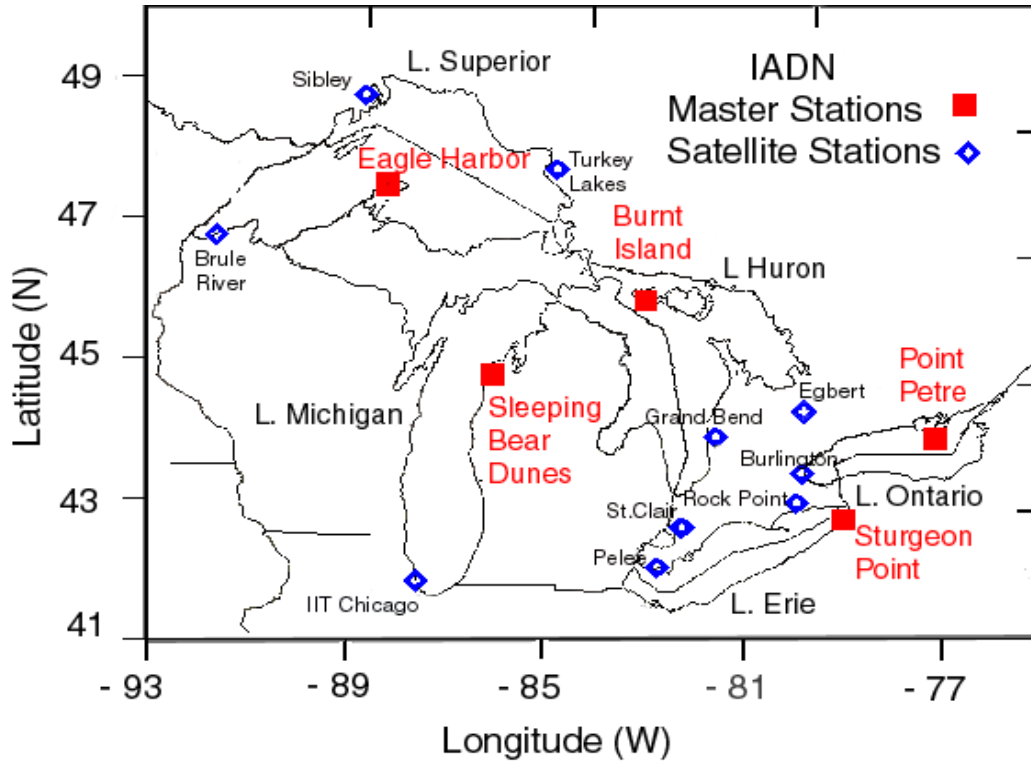 49
47
45
43
41
Latitude (N)
- 93
- 89
- 85
- 81
- 77
Longitude (W)
IADN
Master Stations
Satellite Stations
L. Superior
Sibley
Eagle Harbor
Turkey
Lakes
Brule
River
Burnt
Island
L Huron
L. Michigan
Sleeping
Bear
Dunes
Grand Bend
Egbert
Point
Petre
Burlington
Rock Point
L. Ontario
St.Clair
Sturgeon
Point
Pelee
L. Erie
IIT Chicago